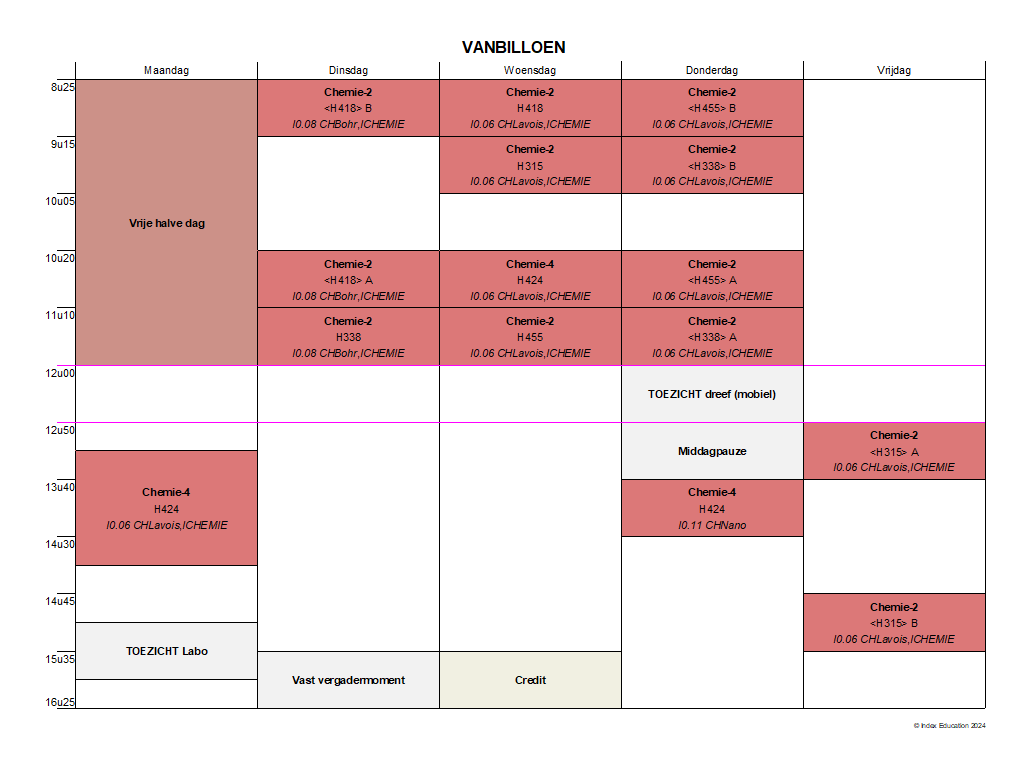 VANBILLOEN
Maandag Dinsdag Woensdag Donderdag Vrijdag
8u25
9u15
10u05
10u20
11u10
12u00
12u50
13u40
14u30
14u45
15u35
16u25
Vrije halve dag
Chemie-4
H424
I0.06 CHLavois,ICHEMIE
TOEZICHT Labo
Chemie-2
<H418> B
I0.08 CHBohr,ICHEMIE
Chemie-2
<H418> A
I0.08 CHBohr,ICHEMIE
Chemie-2
H338
I0.08 CHBohr,ICHEMIE
Vast vergadermoment
Chemie-2
H418
I0.06 CHLavois,ICHEMIE
Chemie-2
H315
I0.06 CHLavois,ICHEMIE
Chemie-4
H424
I0.06 CHLavois,ICHEMIE
Chemie-2
H455
I0.06 CHLavois,ICHEMIE
Credit
Chemie-2
<H455> B
I0.06 CHLavois,ICHEMIE
Chemie-2
<H338> B
I0.06 CHLavois,ICHEMIE
Chemie-2
<H455> A
I0.06 CHLavois,ICHEMIE
Chemie-2
<H338> A
I0.06 CHLavois,ICHEMIE
TOEZICHT dreef (mobiel)
Middagpauze
Chemie-4
H424
I0.11 CHNano
Chemie-2
<H315> A
I0.06 CHLavois,ICHEMIE
Chemie-2
<H315> B
I0.06 CHLavois,ICHEMIE
© Index Education 2024